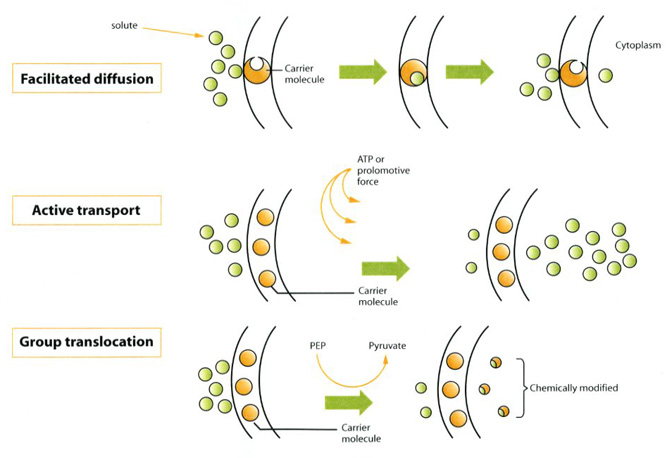 solute
Facilitated diffusion
Carrier
molecule
Cytoplasm
Active transport
ATP or
prolomotive
force
Carrier
molecule
Group translocation
PEP
Pyruvate
Chemically modified
Carrier
molecule